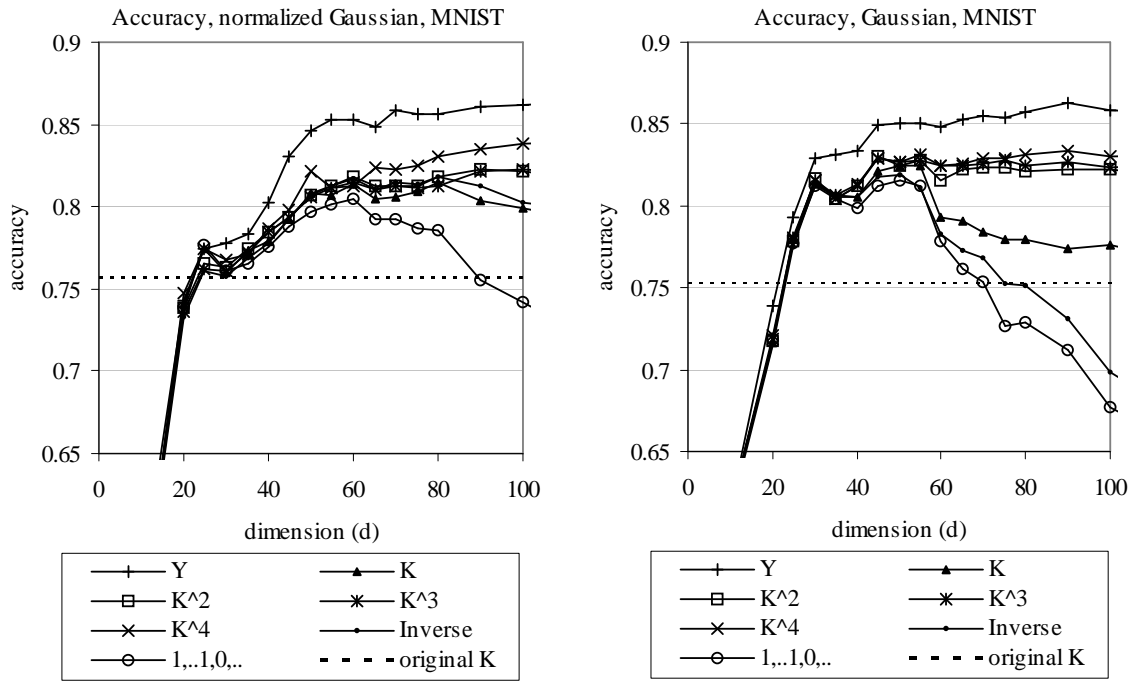 Accuracy, normalized Gaussian, MNIST
0.9
0.85
0.8
0.75
0.7
0.65
accuracy
0 20 40 60 80 100
dimension (d)
Y K
K^2 K^3
K^4 Inverse
1,..1,0,.. original K
Accuracy, Gaussian, MNIST
0.9
0.85
0.8
0.75
0.7
0.65
accuracy
0 20 40 60 80 100
dimension (d)
Y K
K^2 K^3
K^4 Inverse
1,..1,0,.. original K